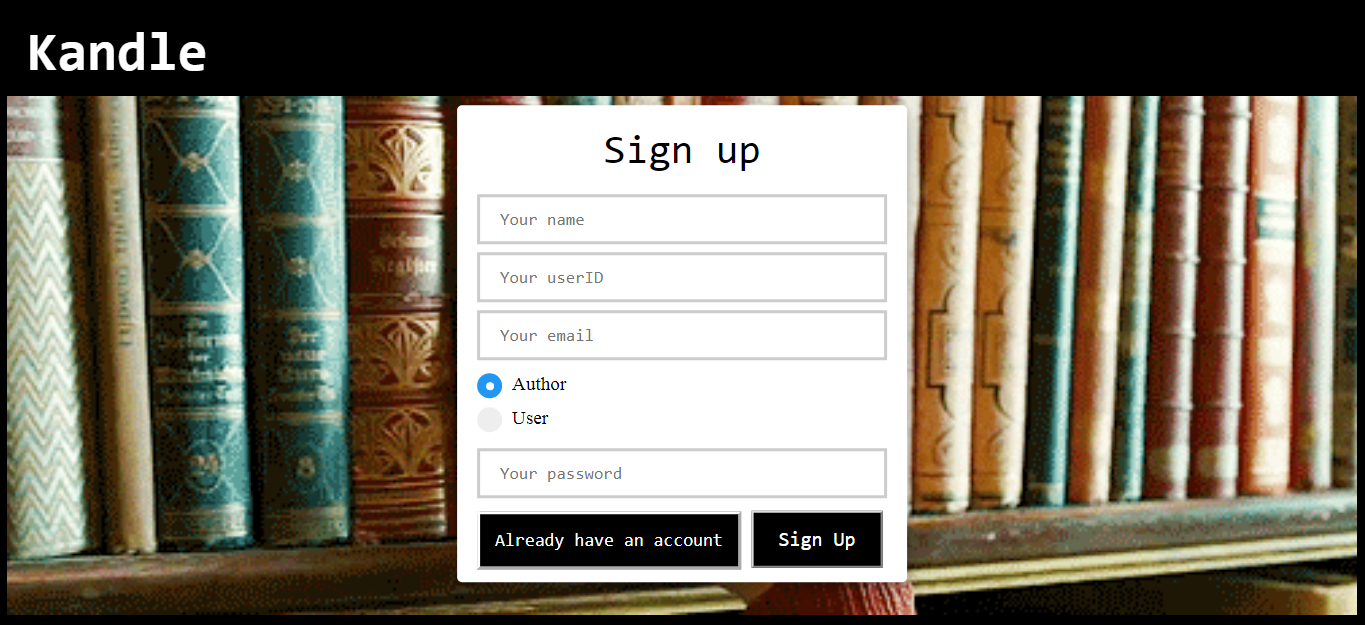 Kandle
Sign up
Your name
Your userID
Your email
Author
User
Your password
Already have an account
Sign Up